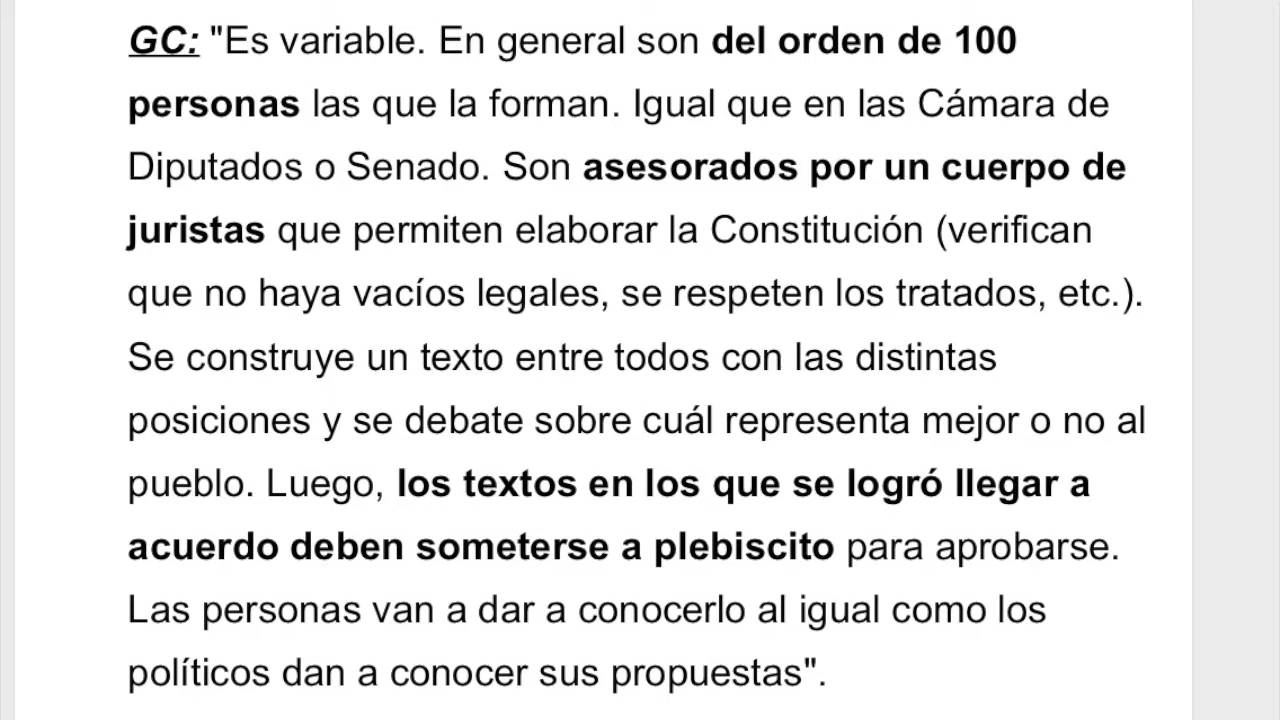 GC: "Es variable. En general son del orden de 100
personas las que la forman. Igual que en las Cámara de
Diputados o Senado. Son asesorados por un cuerpo de
juristas que permiten elaborar la Constitución (verifican
que no haya vacíos legales, se respeten los tratados, etc.).
Se construye un texto entre todos con las distintas
posiciones y se debate sobre cuál representa mejor o no al
pueblo. Luego, los textos en los que se logró llegar a
acuerdo deben someterse a plebiscito para aprobarse.
Las personas van a dar a conocerlo al igual como los
políticos dan a conocer sus propuestas".